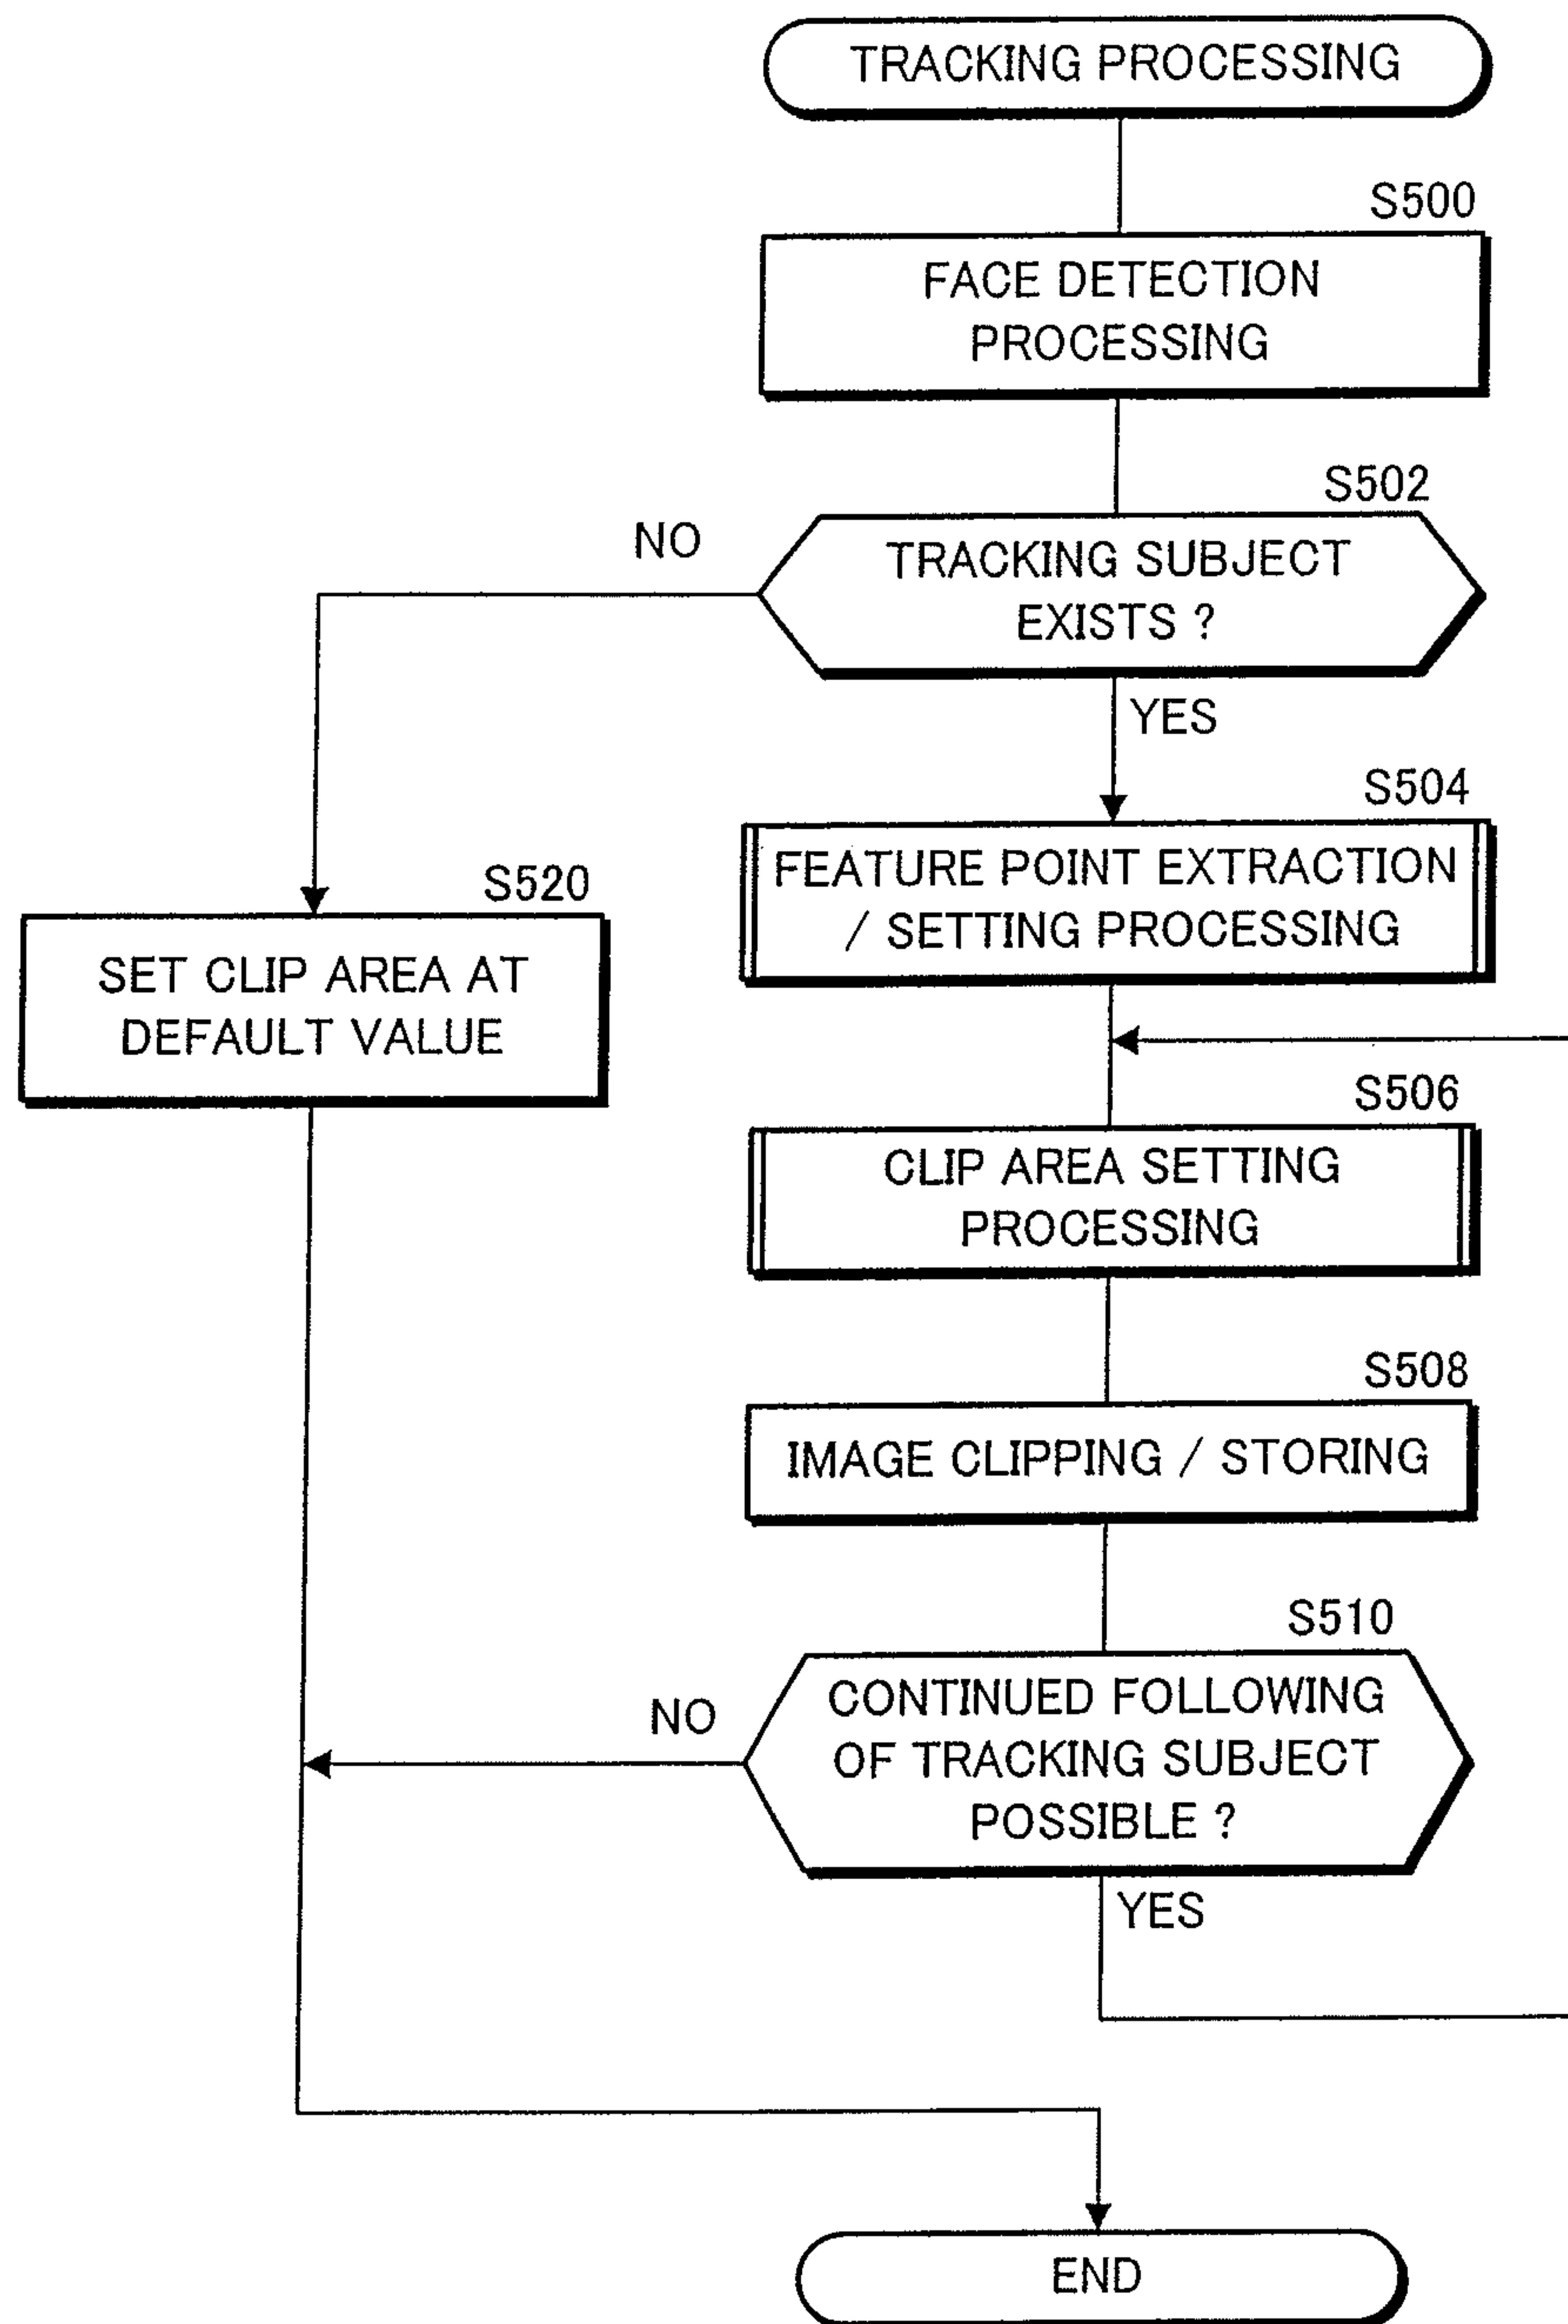 TRACKING PROCESSING
S500
FACE DETECTION
PROCESSING
S502
NO
TRACKING SUBJECT
EXISTS ?
YES
S504
FEATURE POINT EXTRACTION
/ SETTING PROCESSING
S520
SET CLIP AREA AT
DEFAULT VALUE
S506
CLIP AREA SETTING
PROCESSING
S508
IMAGE CLIPPING / STORING
S510
NO
CONTINUED FOLLOWING
OF TRACKING SUBJECT
POSSIBLE ?
YES
END